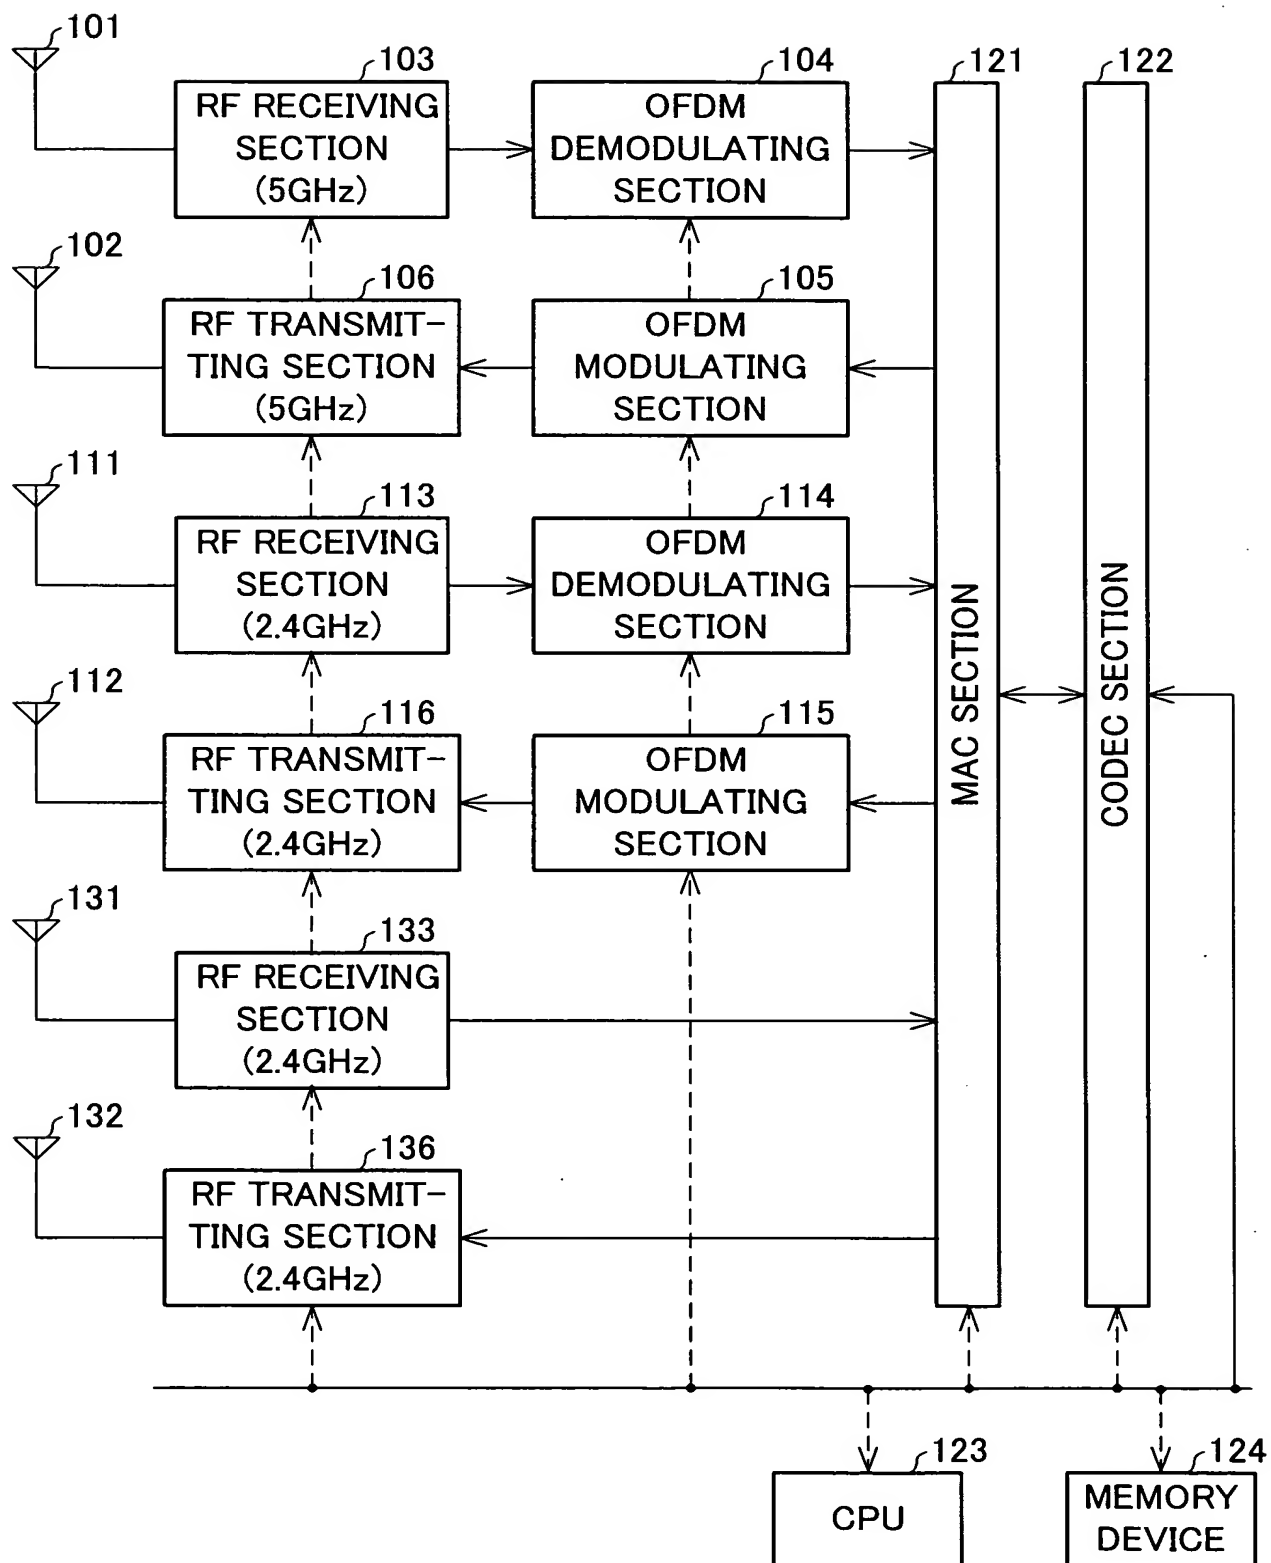 101
103
104
121
122
RF RECEIVING
SECTION
(5GHz)
OFDM
DEMODULATING
SECTION
102
106
105
RF TRANSMIT-
TING SECTION
(5GHz)
OFDM
MODULATING
SECTION
111
113
114
RF RECEIVING
SECTION
(2.4GHz)
OFDM
DEMODULATING
SECTION
MAC SECTION
CODEC SECTION
112
116
115
RF TRANSMIT-
TING SECTION
(2.4GHz)
OFDM
MODULATING
SECTION
131
133
RF RECEIVING
SECTION
(2.4GHz)
132
136
RF TRANSMIT-
TING SECTION
(2.4GHz)
123
124
CPU
MEMORY
DEVICE